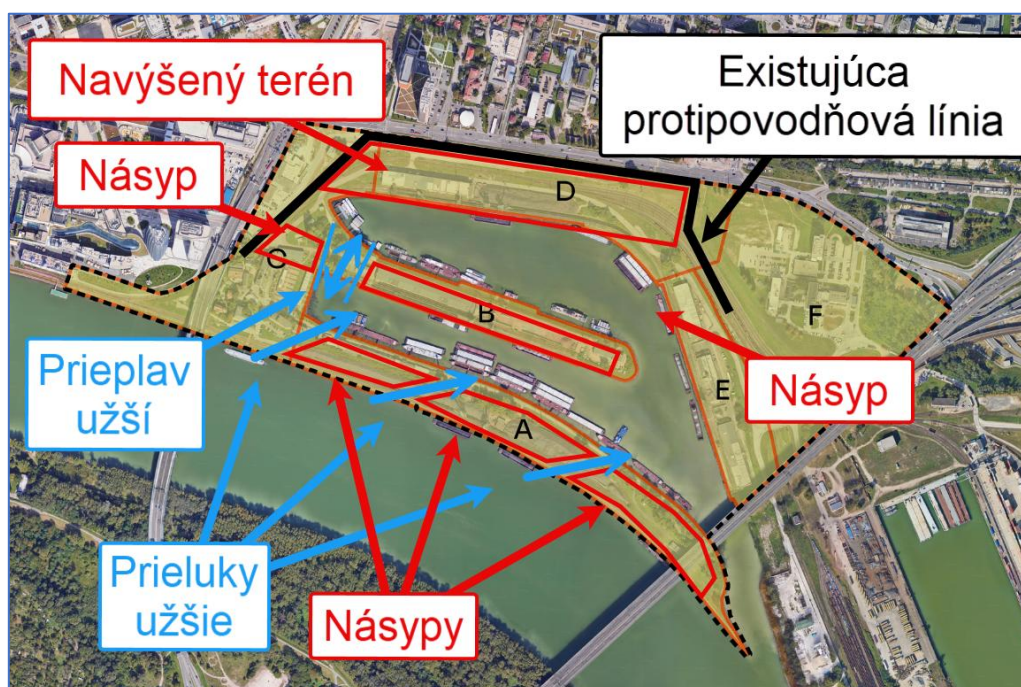 Navýšený terén
Existujúca
protipovodňová línia
Násyp
D
C
B
F
E
Násyp
Prieplav
užší
A
Prieluky
užšie
Násypy